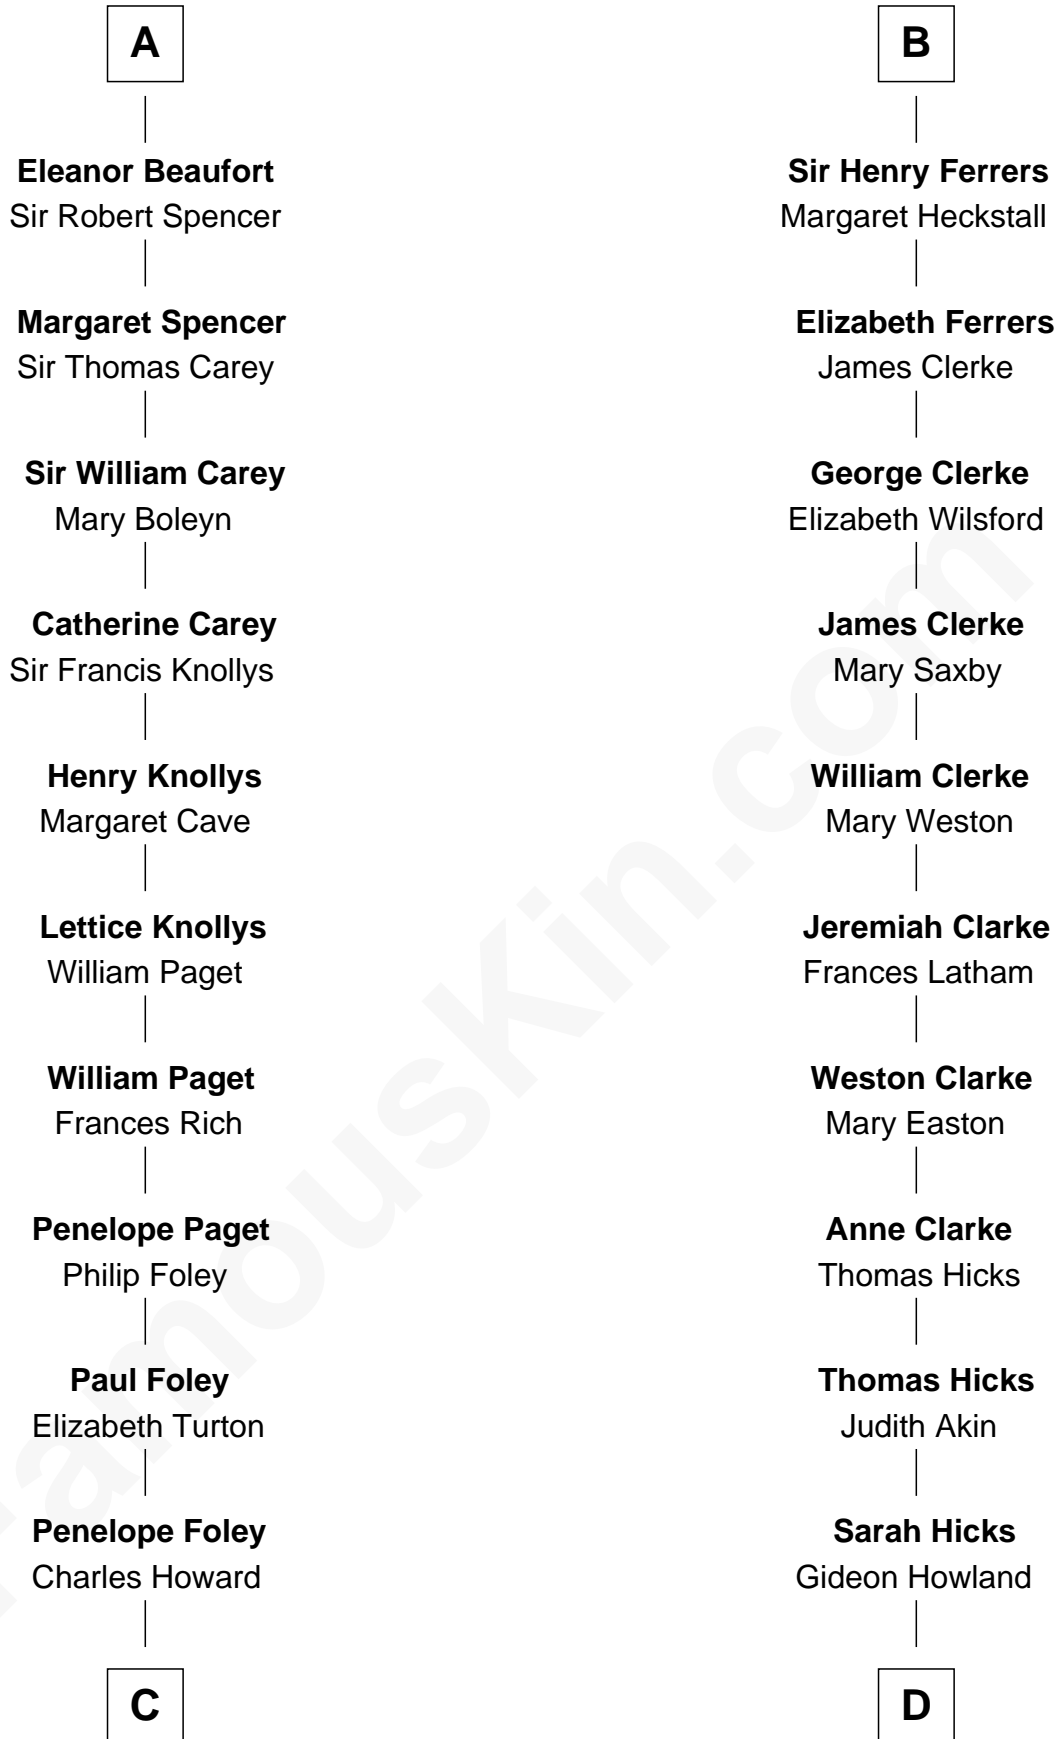 A
Eleanor Beaufort
Sir Robert Spencer
Margaret Spencer
Sir Thomas Carey
Sir William Carey
Mary Boleyn
Catherine Carey
Sir Francis Knollys
Henry Knollys
Margaret Cave
Lettice Knollys
William Paget
William Paget
Frances Rich
Penelope Paget
Philip Foley
Paul Foley
Elizabeth Turton
Penelope Foley
Charles Howard
C
B
Sir Henry Ferrers
Margaret Heckstall
Elizabeth Ferrers
James Clerke
George Clerke
Elizabeth Wilsford
James Clerke
Mary Saxby
William Clerke
Mary Weston
Jeremiah Clarke
Frances Latham
Weston Clarke
Mary Easton
Anne Clarke
Thomas Hicks
Thomas Hicks
Judith Akin
Sarah Hicks
Gideon Howland
D
FamousKin.com